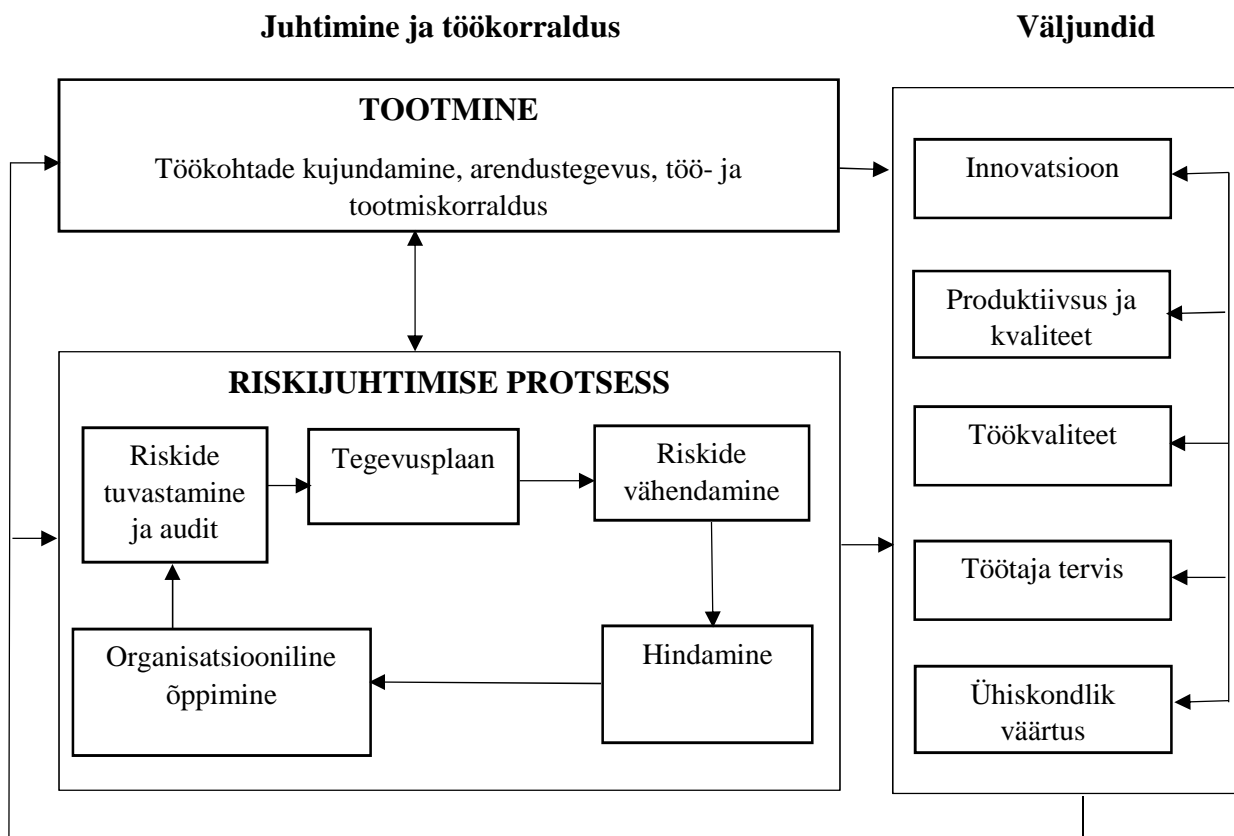 Juhtimine ja töökorraldus
Väljundid
TOOTMINE
Töökohtade kujundamine, arendustegevus, töö- ja
tootmiskorraldus
RISKIJUHTIMISE PROTSESS
Riskide
tuvastamine
ja audit
Tegevusplaan
Riskide
vähendamine
Organisatsiooniline
õppimine
Hindamine
Innovatsioon
Produktiivsus ja
kvaliteet
Töökvaliteet
Töötaja tervis
Ühiskondlik
väärtus